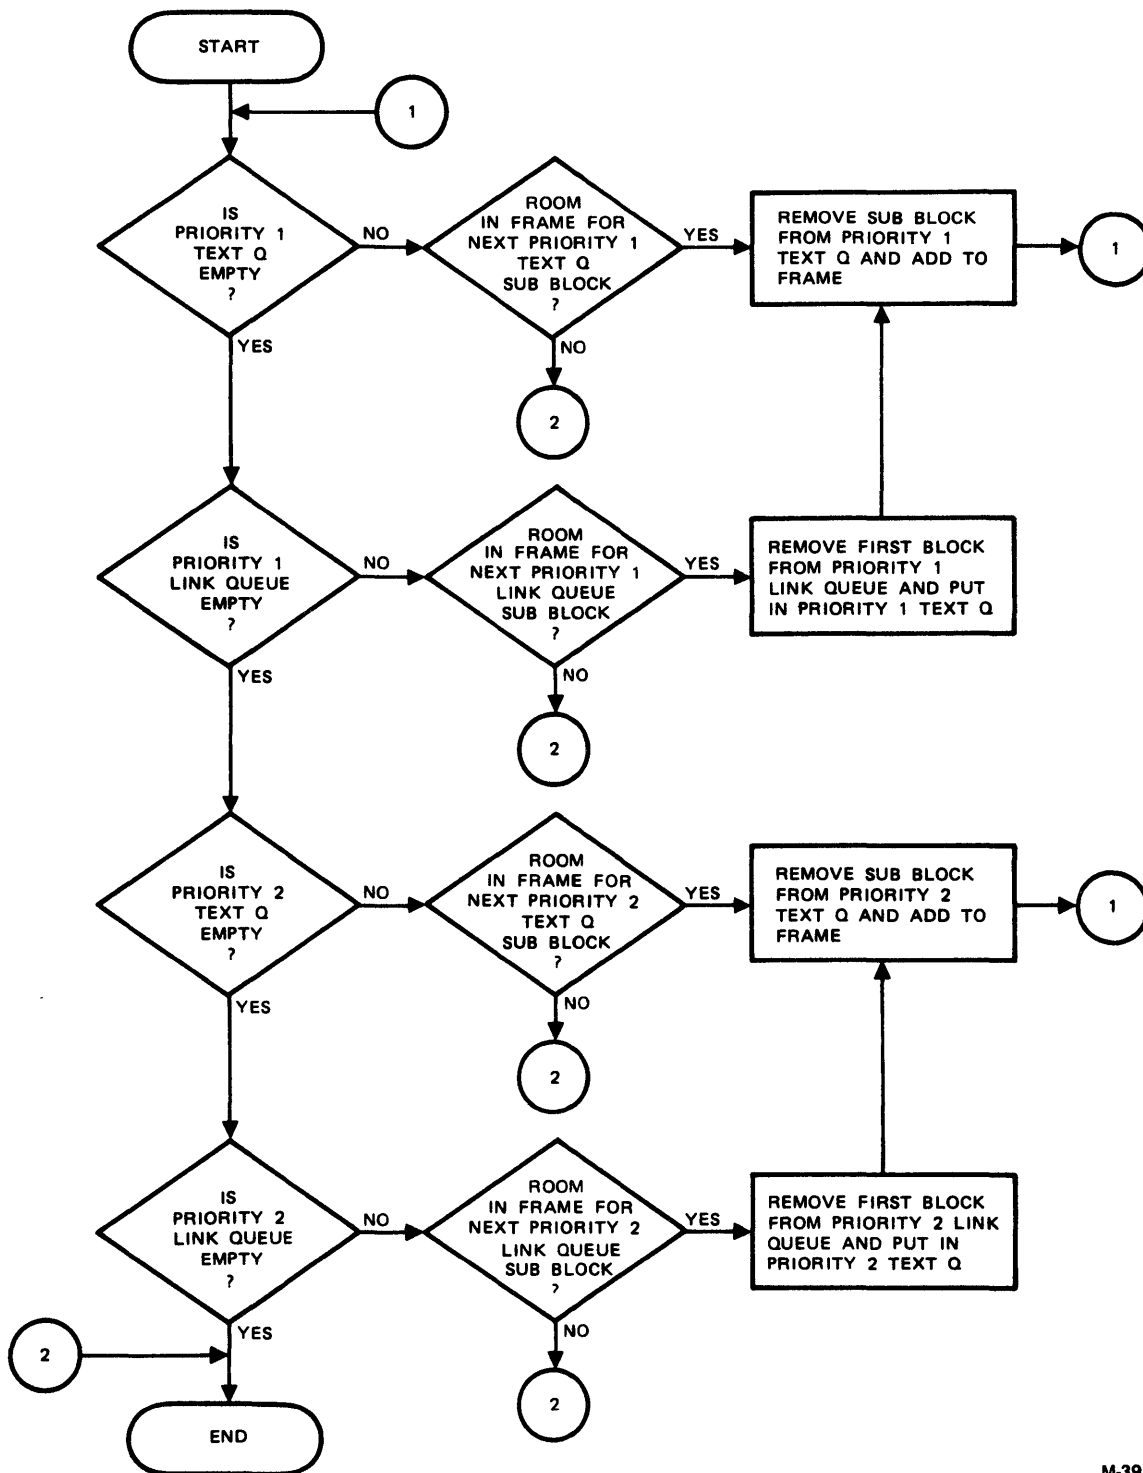 START
1
IS
PRIORITY 1
TEXT Q
EMPTY
?
NO
YES
ROOM
IN FRAME FOR
NEXT PRIORITY 1
TEXT Q
SUB BLOCK
?
YES
NO
2
REMOVE SUB BLOCK
FROM PRIORITY 1
TEXT Q AND ADD TO
FRAME
1
IS
PRIORITY 1
LINK QUEUE
EMPTY
?
NO
YES
ROOM
IN FRAME FOR
NEXT PRIORITY 1
LINK QUEUE
SUB BLOCK
?
YES
NO
2
REMOVE FIRST BLOCK
FROM PRIORITY 1
LINK QUEUE AND PUT
IN PRIORITY 1 TEXT Q
IS
PRIORITY 2
TEXT Q
EMPTY
?
NO
YES
ROOM
IN FRAME FOR
NEXT PRIORITY 2
TEXT Q
SUB BLOCK
?
YES
NO
2
REMOVE SUB BLOCK
FROM PRIORITY 2
TEXT Q AND ADD TO
FRAME
1
IS
PRIORITY 2
LINK QUEUE
EMPTY
?
NO
YES
ROOM
IN FRAME FOR
NEXT PRIORITY 2
LINK QUEUE
SUB BLOCK
?
YES
NO
2
REMOVE FIRST BLOCK
FROM PRIORITY 2 LINK
QUEUE AND PUT IN
PRIORITY 2 TEXT Q
2
END
M-39